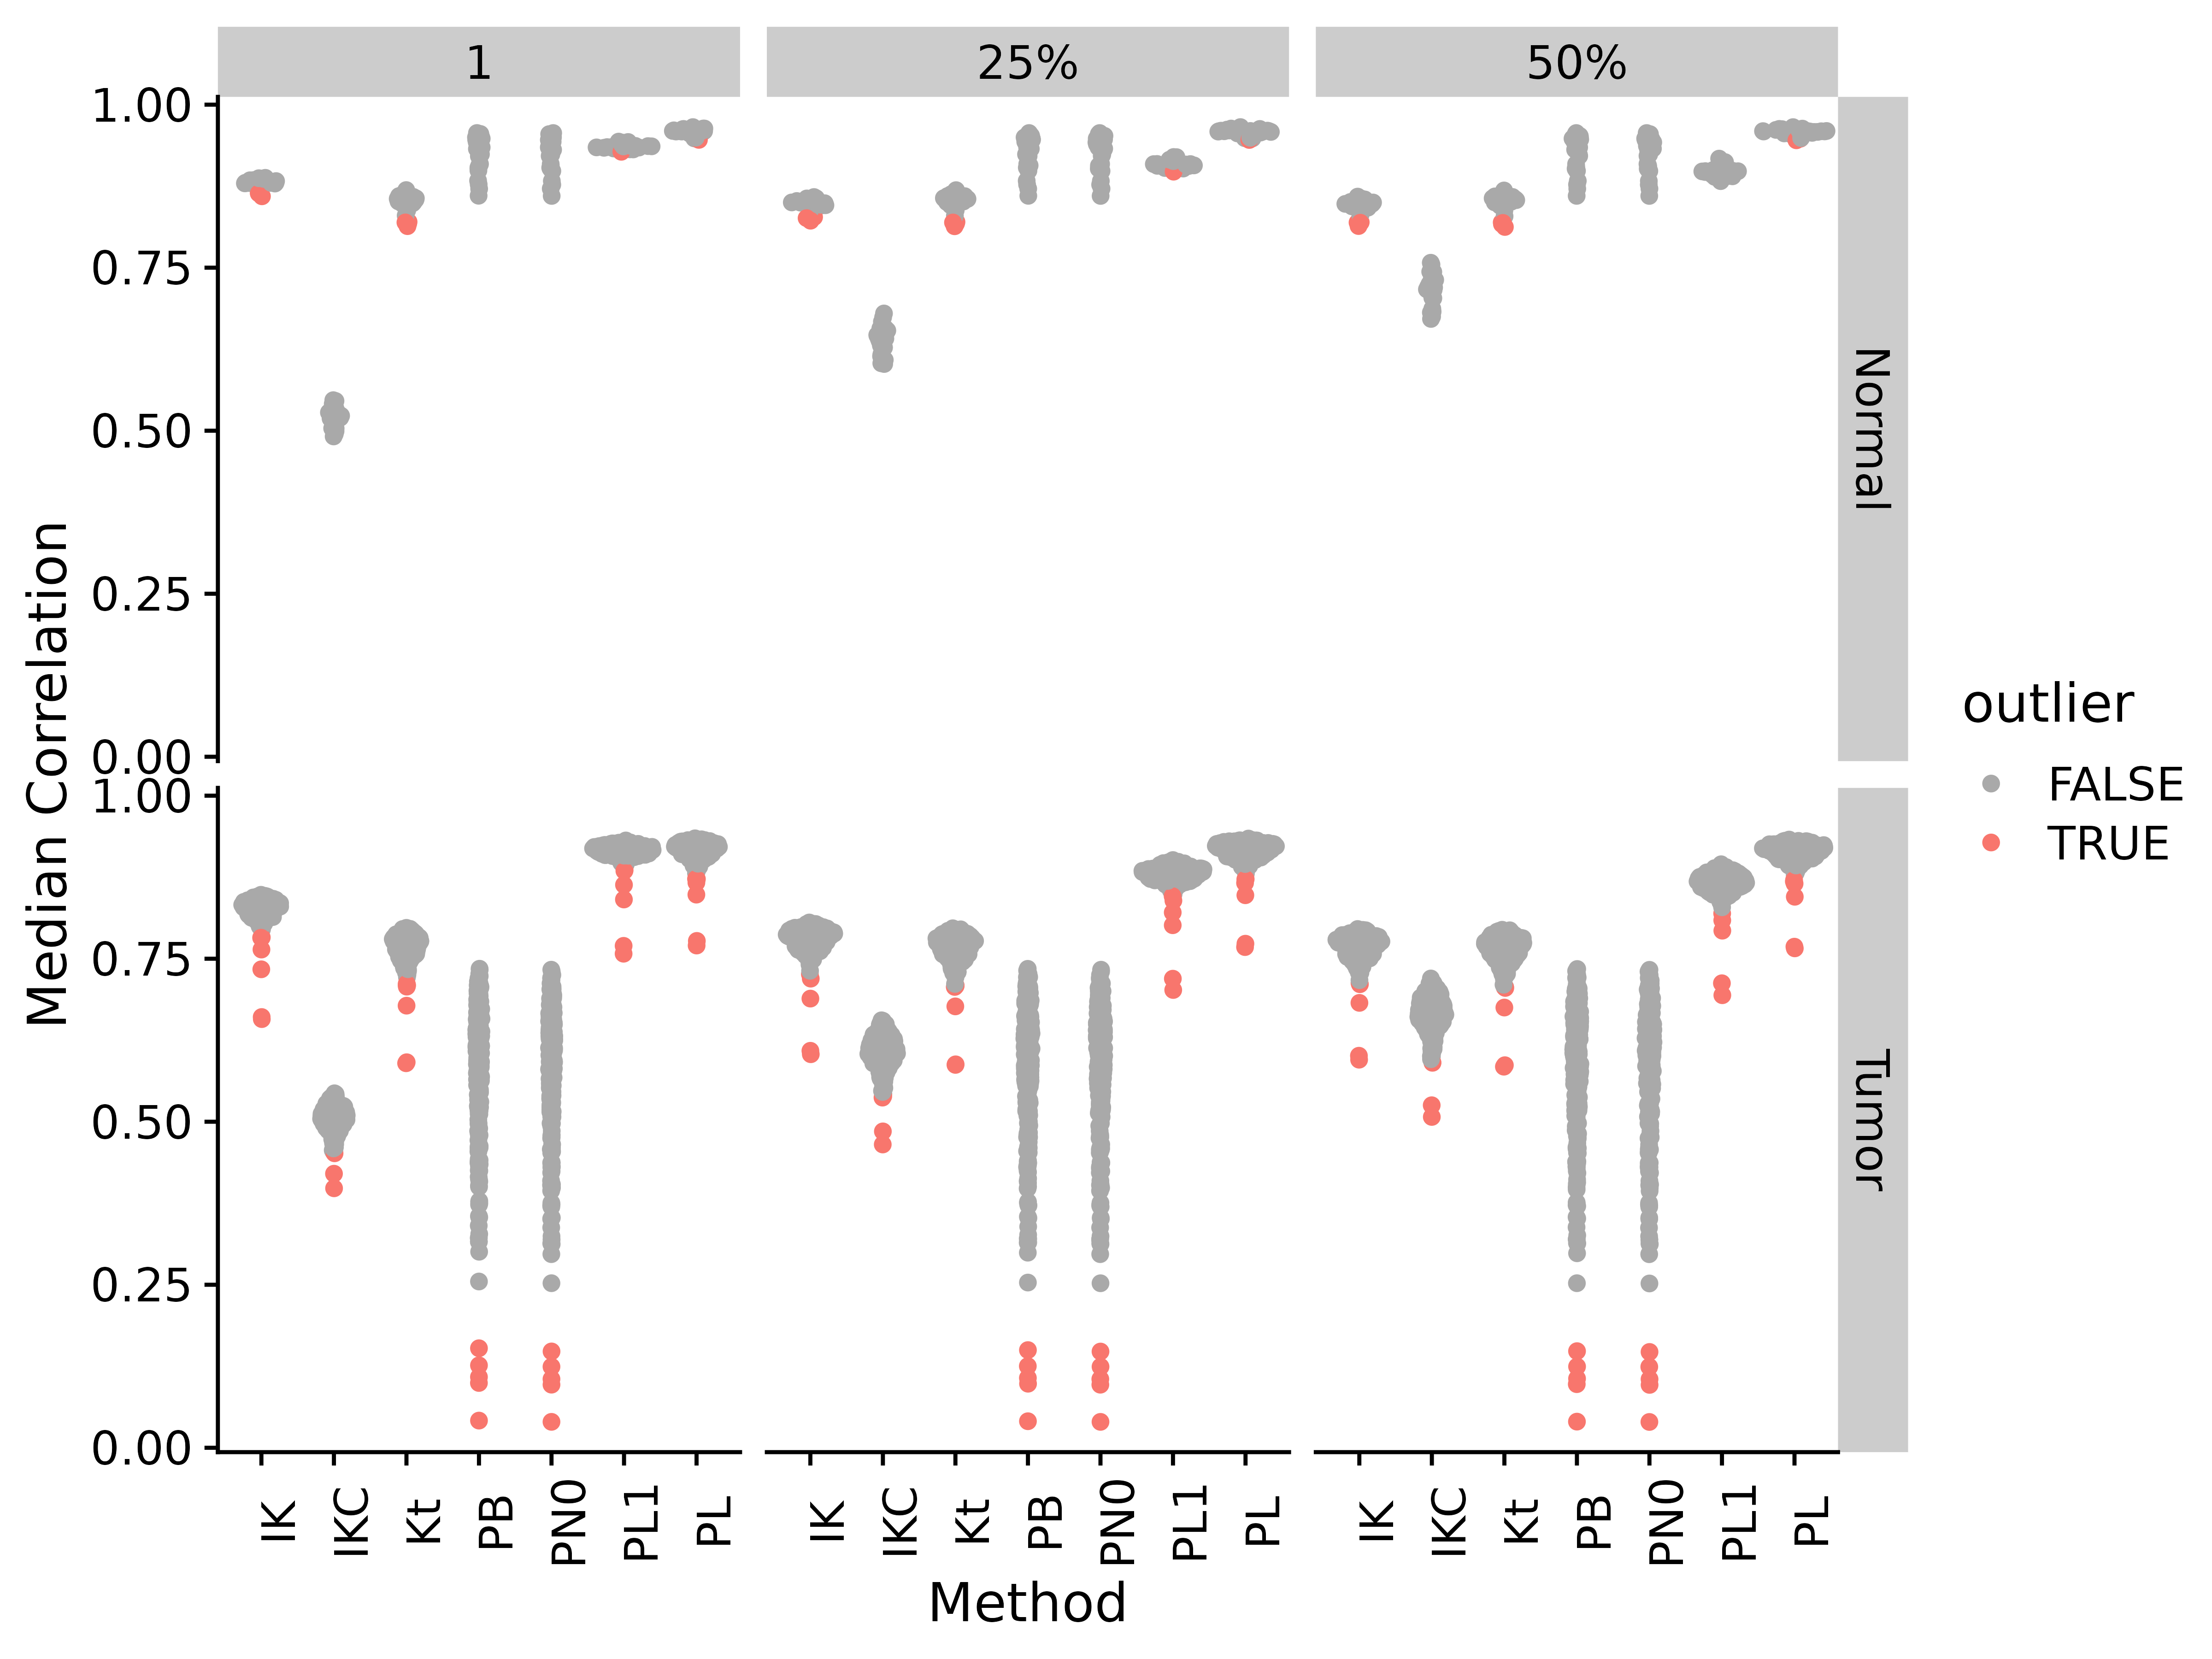 1 25% 50%
1.00
0.75
0.50
0.25
0.00
Normal
1.00
0.75
0.50
0.25
0.00
Tumor
Median Correlation
IK IKC Kt PB PN0 PL1 PL IK IKC Kt PB PN0 PL1 PL IK IKC Kt PB PN0 PL1 PL
Method
outlier
FALSE
TRUE